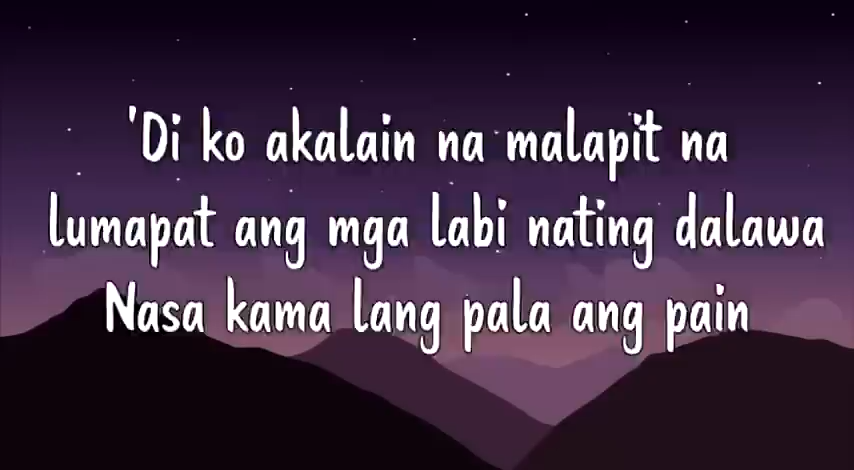 'Di ko akalain na malapit na
lumapat ang mga labi nating dalawa
Nasa kama lang pala ang pain